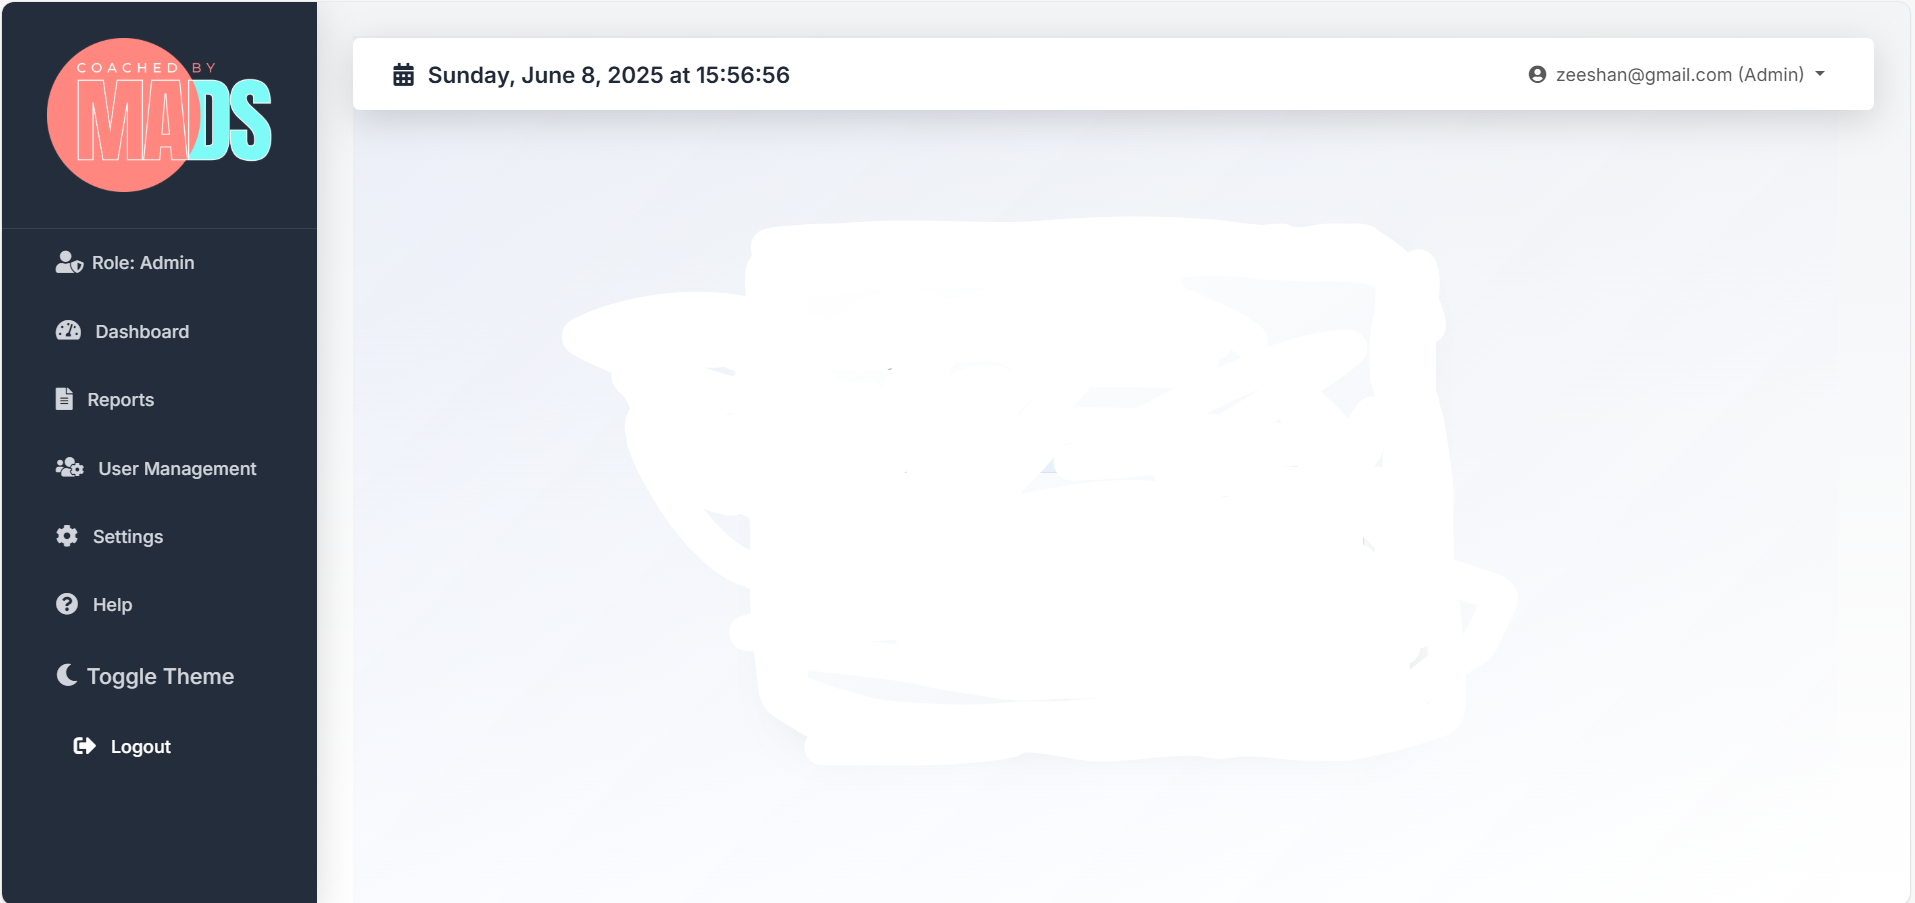 COACHED BY
MADS
Sunday, June 8, 2025 at 15:56:56
zeeshan@gmail.com (Admin)
Role: Admin
Dashboard
Reports
User Management
Settings
Help
Toggle Theme
Logout